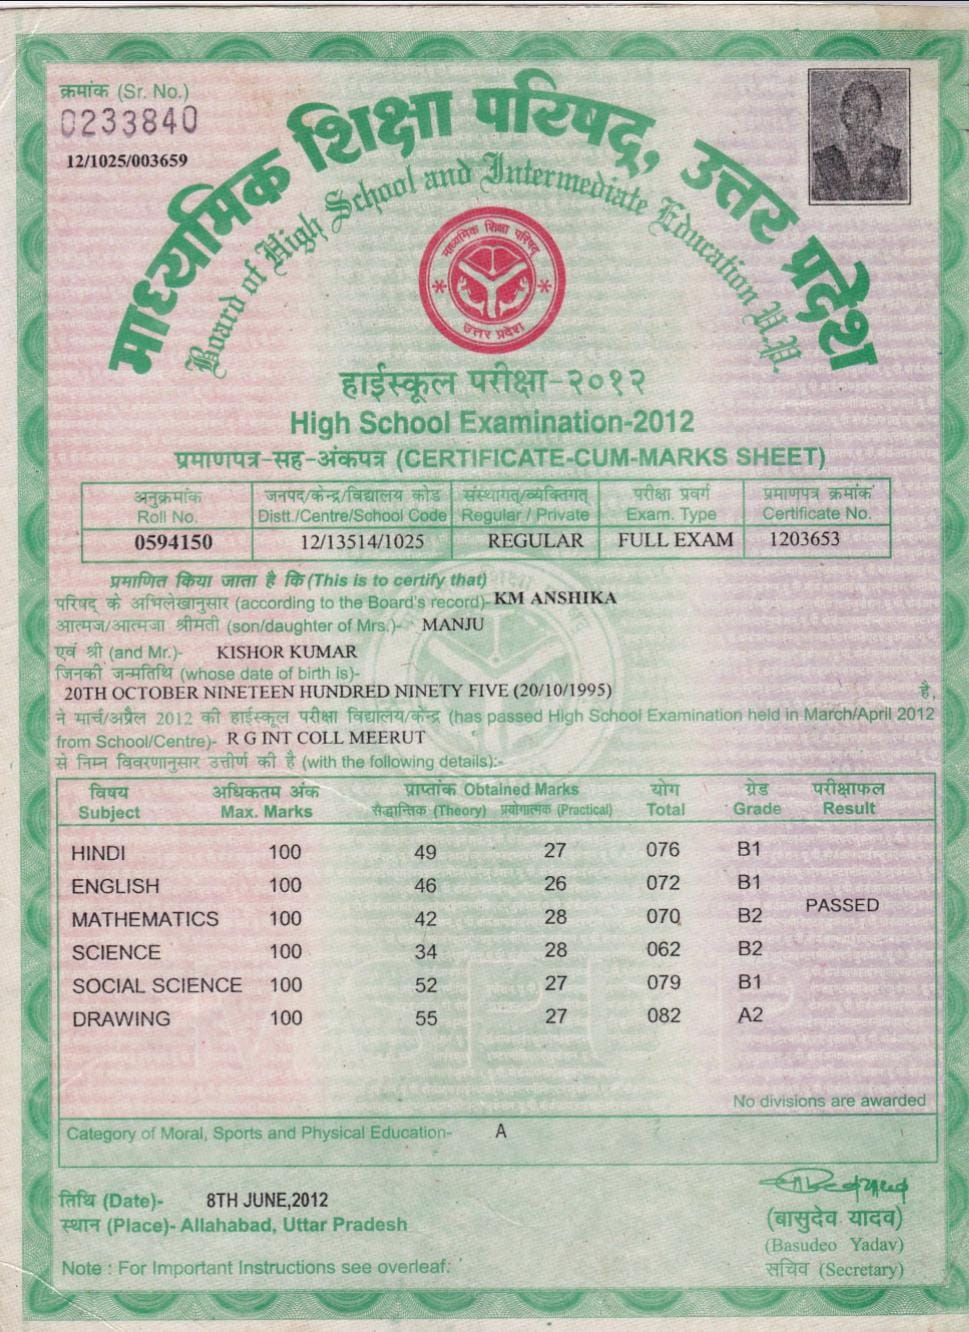 क्रमांक (Sr. No.)
0233840
12/1025/003659
माध्यमिक शिक्षा परिषद्, उत्तर प्रदेश
Board of High School and Intermediate Education U.P.
माध्यमिक शिक्षा परिषद्
उत्तर प्रदेश
हाईस्कूल परीक्षा-२०१२
High School Examination-2012
प्रमाणपत्र-सह-अंकपत्र (CERTIFICATE-CUM-MARKS SHEET)
अनुक्रमांक जनपद/केन्द्र/विद्यालय कोड संस्थागत/व्यक्तिगत परीक्षा प्रवर्ग प्रमाणपत्र क्रमांक
Roll No. Distt./Centre/School Code Regular / Private Exam. Type Certificate No.
0594150 12/13514/1025 REGULAR FULL EXAM 1203653
प्रमाणित किया जाता है कि (This is to certify that)
परिषद् के अभिलेखानुसार (according to the Board's record)- KM ANSHIKA
आत्मज/आत्मजा श्रीमती (son/daughter of Mrs.)- MANJU
एवं श्री (and Mr.)- KISHOR KUMAR
जिनकी जन्मतिथि (whose date of birth is)-
20TH OCTOBER NINETEEN HUNDRED NINETY FIVE (20/10/1995) है,
ने मार्च/अप्रैल 2012 की हाईस्कूल परीक्षा विद्यालय/केन्द्र (has passed High School Examination held in March/April 2012
from School/Centre)- R G INT COLL MEERUT
से निम्न विवरणानुसार उत्तीर्ण की है (with the following details):-
विषय अधिकतम अंक प्राप्तांक Obtained Marks योग ग्रेड परीक्षाफल
Subject Max. Marks सैद्धान्तिक (Theory) प्रयोगात्मक (Practical) Total Grade Result
HINDI 100 49 27 076 B1
ENGLISH 100 46 26 072 B1
PASSED
MATHEMATICS 100 42 28 070 B2
SCIENCE 100 34 28 062 B2
SOCIAL SCIENCE 100 52 27 079 B1
DRAWING 100 55 27 082 A2
No divisions are awarded
Category of Moral, Sports and Physical Education- A
तिथि (Date)- 8TH JUNE,2012
स्थान (Place)- Allahabad, Uttar Pradesh
(बासुदेव यादव)
(Basudeo Yadav)
सचिव (Secretary)
Note : For Important Instructions see overleaf.